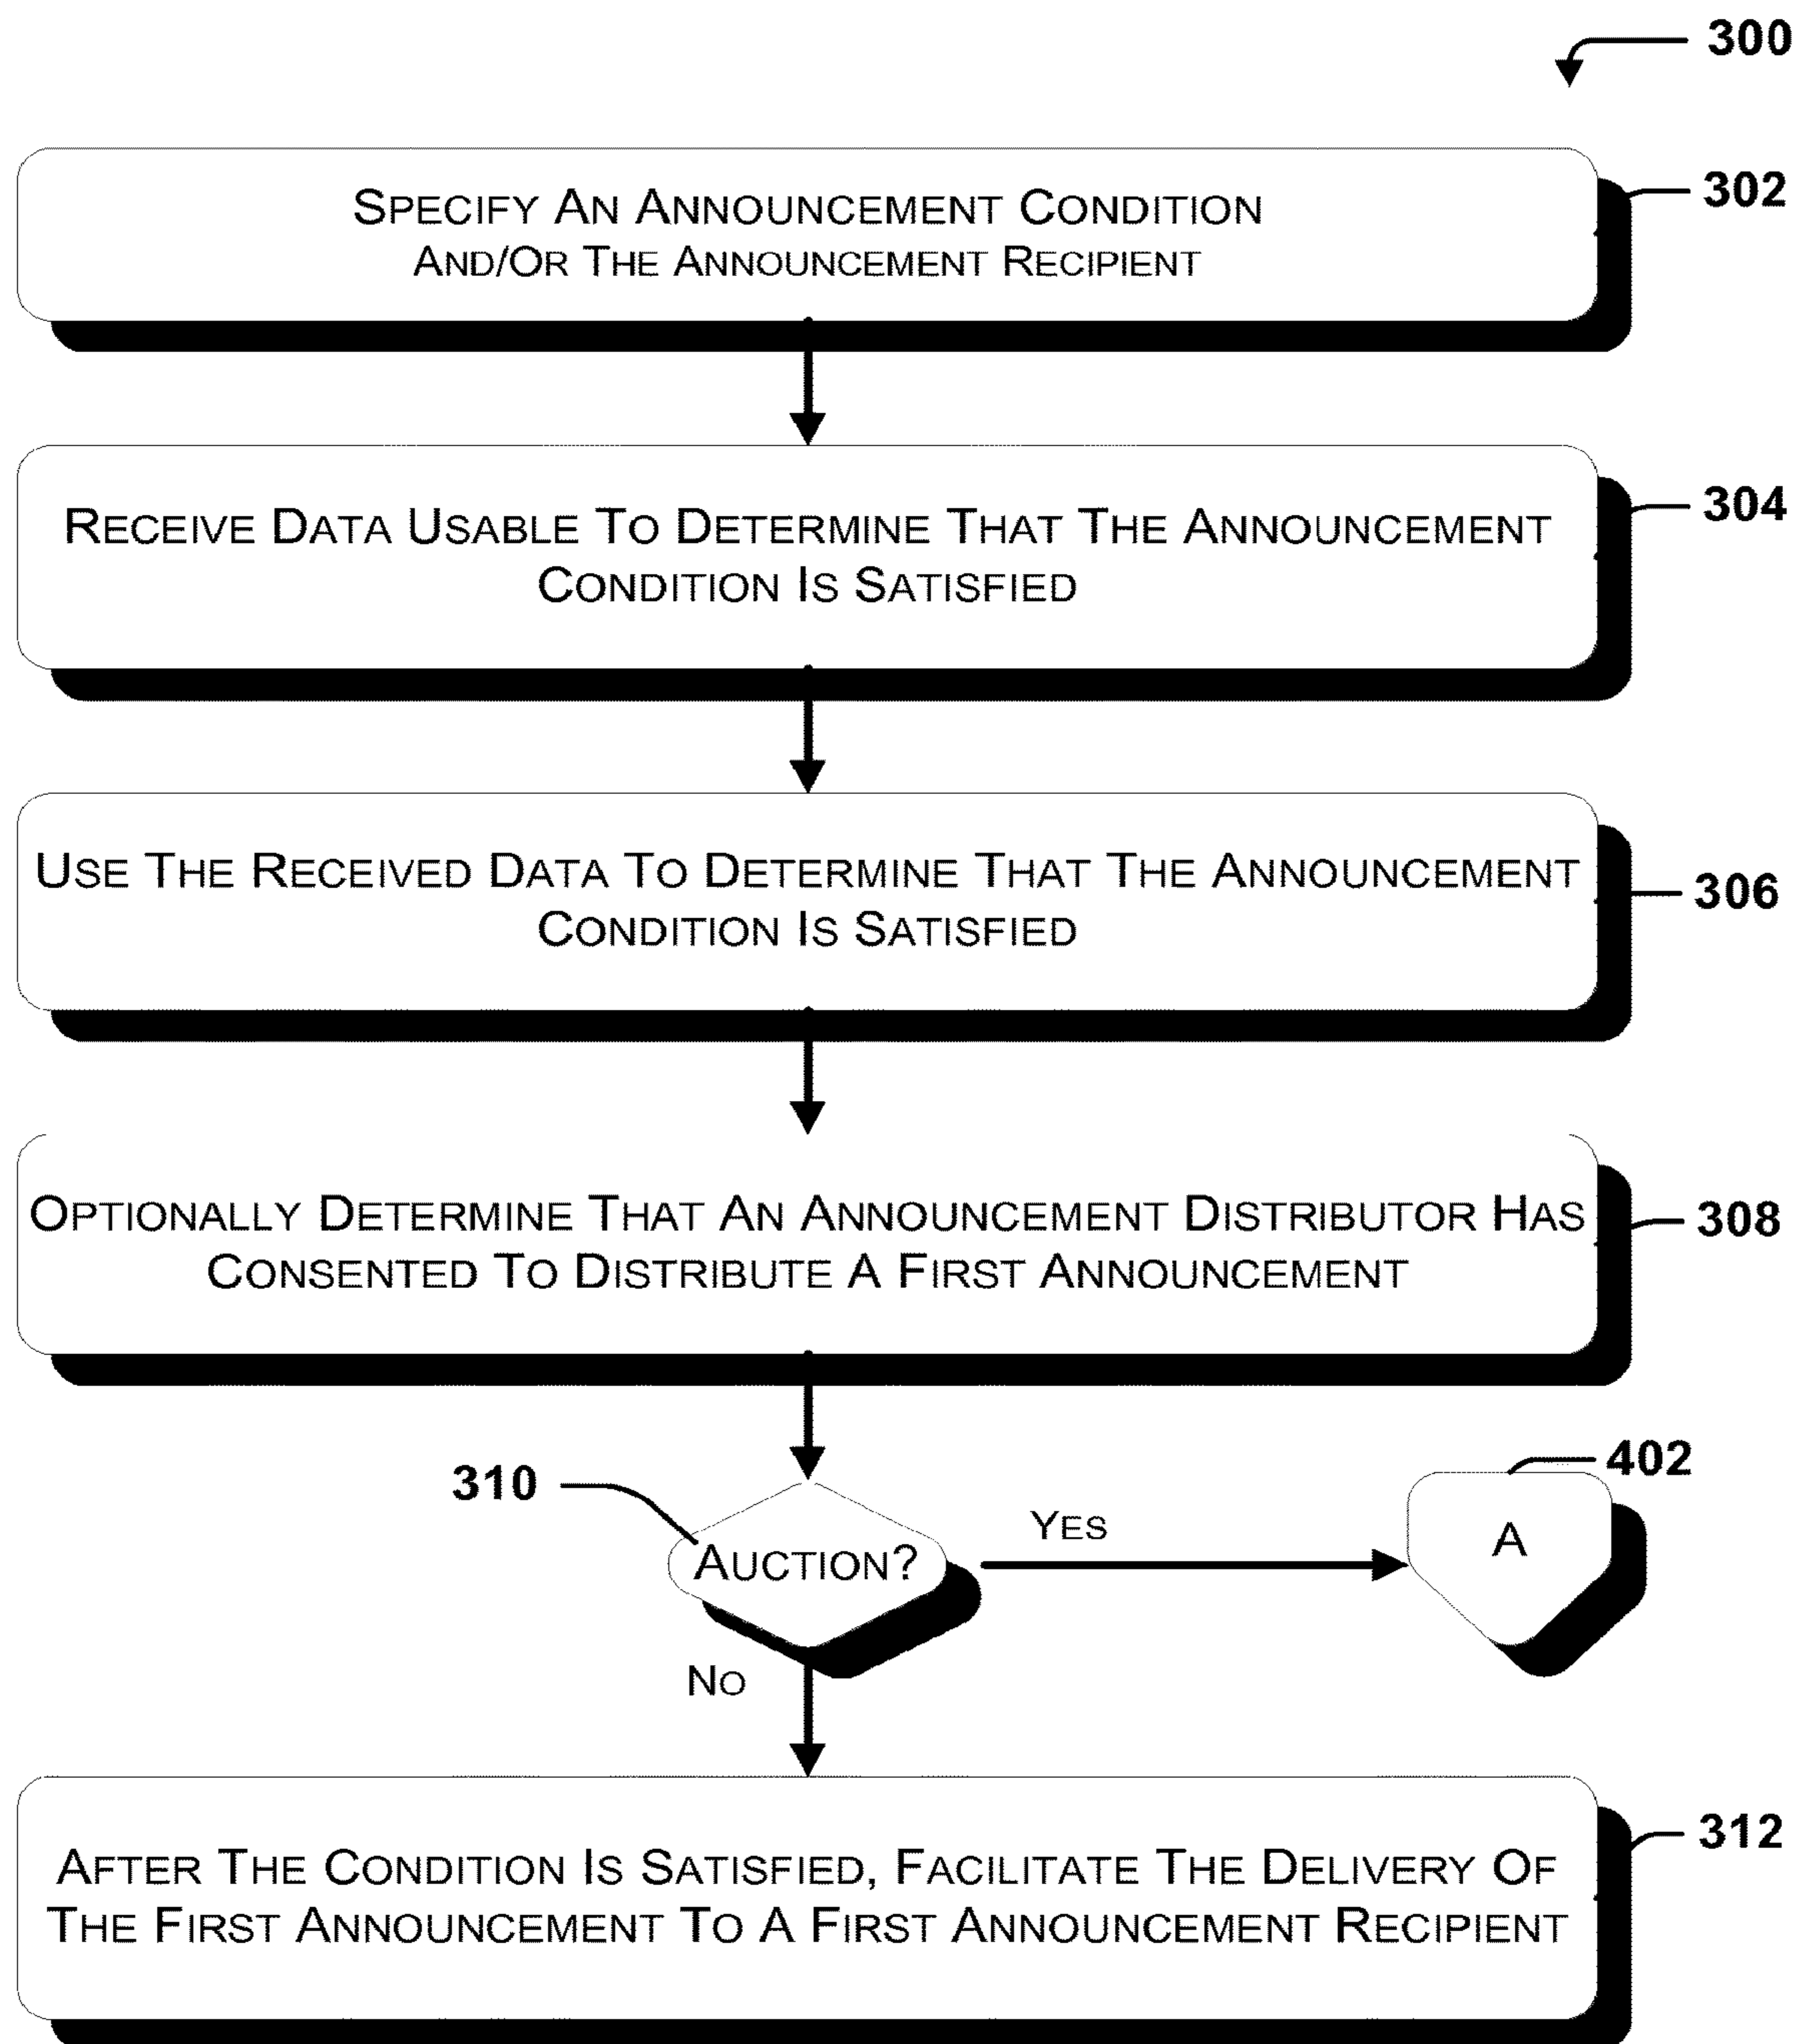 300
SPECIFY AN ANNOUNCEMENT CONDITION
AND/OR THE ANNOUNCEMENT RECIPIENT
302
RECEIVE DATA USABLE TO DETERMINE THAT THE ANNOUNCEMENT
CONDITION IS SATISFIED
304
USE THE RECEIVED DATA TO DETERMINE THAT THE ANNOUNCEMENT
CONDITION IS SATISFIED
306
OPTIONALLY DETERMINE THAT AN ANNOUNCEMENT DISTRIBUTOR HAS
CONSENTED TO DISTRIBUTE A FIRST ANNOUNCEMENT
308
310
AUCTION?
YES
402
A
NO
AFTER THE CONDITION IS SATISFIED, FACILITATE THE DELIVERY OF
THE FIRST ANNOUNCEMENT TO A FIRST ANNOUNCEMENT RECIPIENT
312